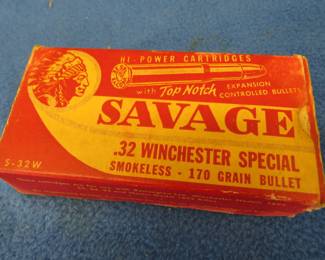 HI-POWER CARTRIDGES
with Top Notch EXPANSION CONTROLLED BULLETS
SAVAGE
.32 WINCHESTER SPECIAL
SMOKELESS - 170 GRAIN BULLET
S-32W